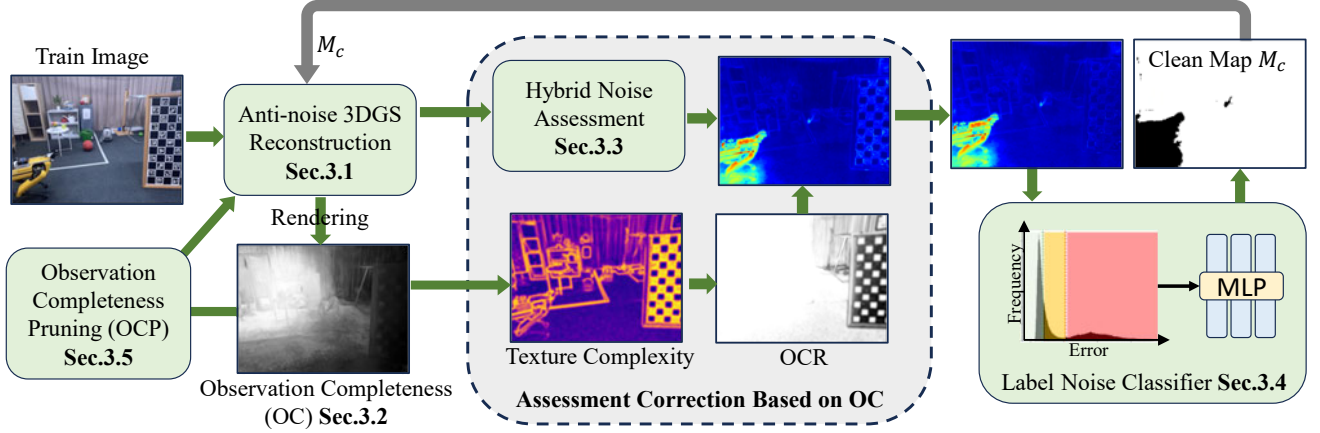 Train Image
M_c
Anti-noise 3DGS
Reconstruction
Sec.3.1
Rendering
Observation
Completeness
Pruning (OCP)
Sec.3.5
Observation Completeness
(OC) Sec.3.2
Hybrid Noise
Assessment
Sec.3.3
Texture Complexity
OCR
Assessment Correction Based on OC
Clean Map M_c
Frequency
Error
MLP
Label Noise Classifier Sec.3.4